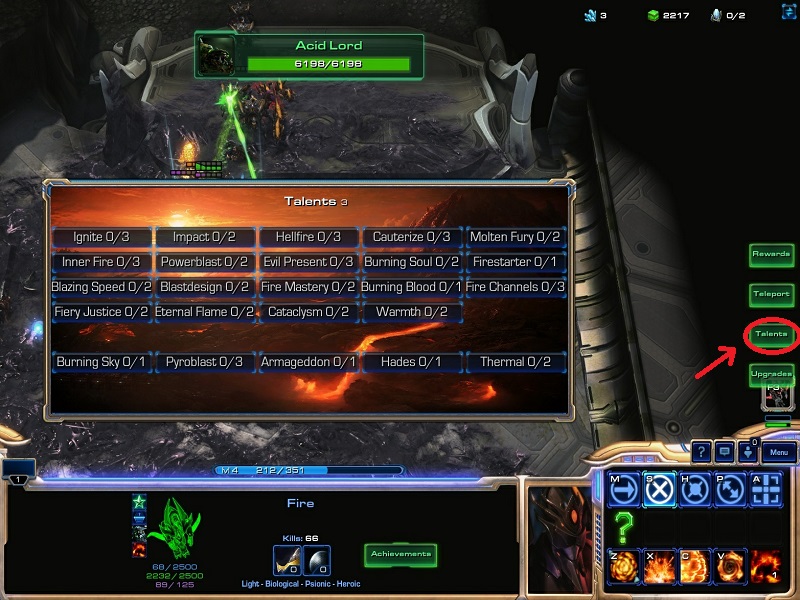 3 2217 0/2
Acid Lord
6198/6198
Talents 3
Ignite 0/3 Impact 0/2 Hellfire 0/3 Cauterize 0/3 Molten Fury 0/2
Inner Fire 0/3 Powerblast 0/2 Evil Present 0/3 Burning Soul 0/2 Firestarter 0/1
Blazing Speed 0/2 Blastdesign 0/2 Fire Mastery 0/2 Burning Blood 0/1 Fire Channels 0/3
Fiery Justice 0/2 Eternal Flame 0/2 Cataclysm 0/2 Warmth 0/2
Burning Sky 0/1 Pyroblast 0/3 Armageddon 0/1 Hades 0/1 Thermal 0/2
Rewards
Teleport
Talents
Upgrades
F3
0
? Menu
M 4 212/351
1
Fire
Kills: 66
0 0
Achievements
Light - Biological - Psionic - Heroic
68/2500
2232/2500
89/125
M S H P A
?
Z X C V 1